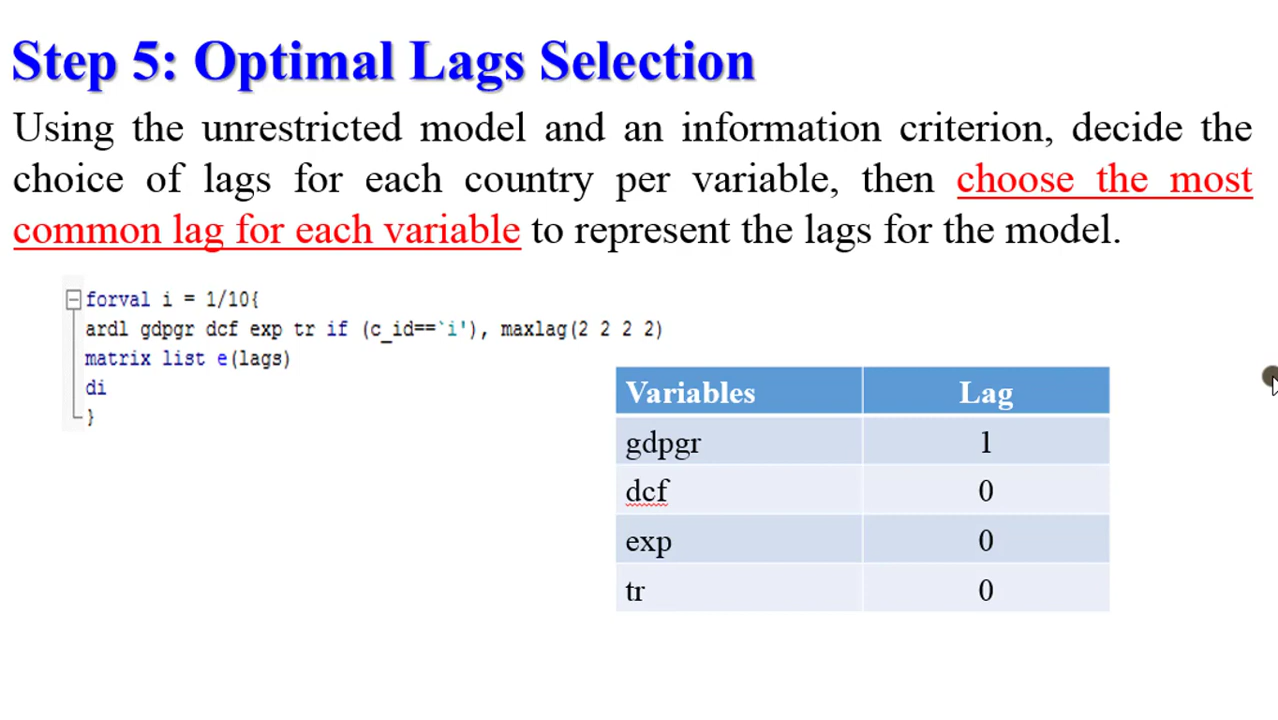 Step 5: Optimal Lags Selection
Using the unrestricted model and an information criterion, decide the
choice of lags for each country per variable, then choose the most
common lag for each variable to represent the lags for the model.
forval i = 1/10{
ardl gdpgr dcf exp tr if (c_id==`i'), maxlag(2 2 2 2)
matrix list e(lags)
di
}
Variables Lag
gdpgr 1
dcf 0
exp 0
tr 0